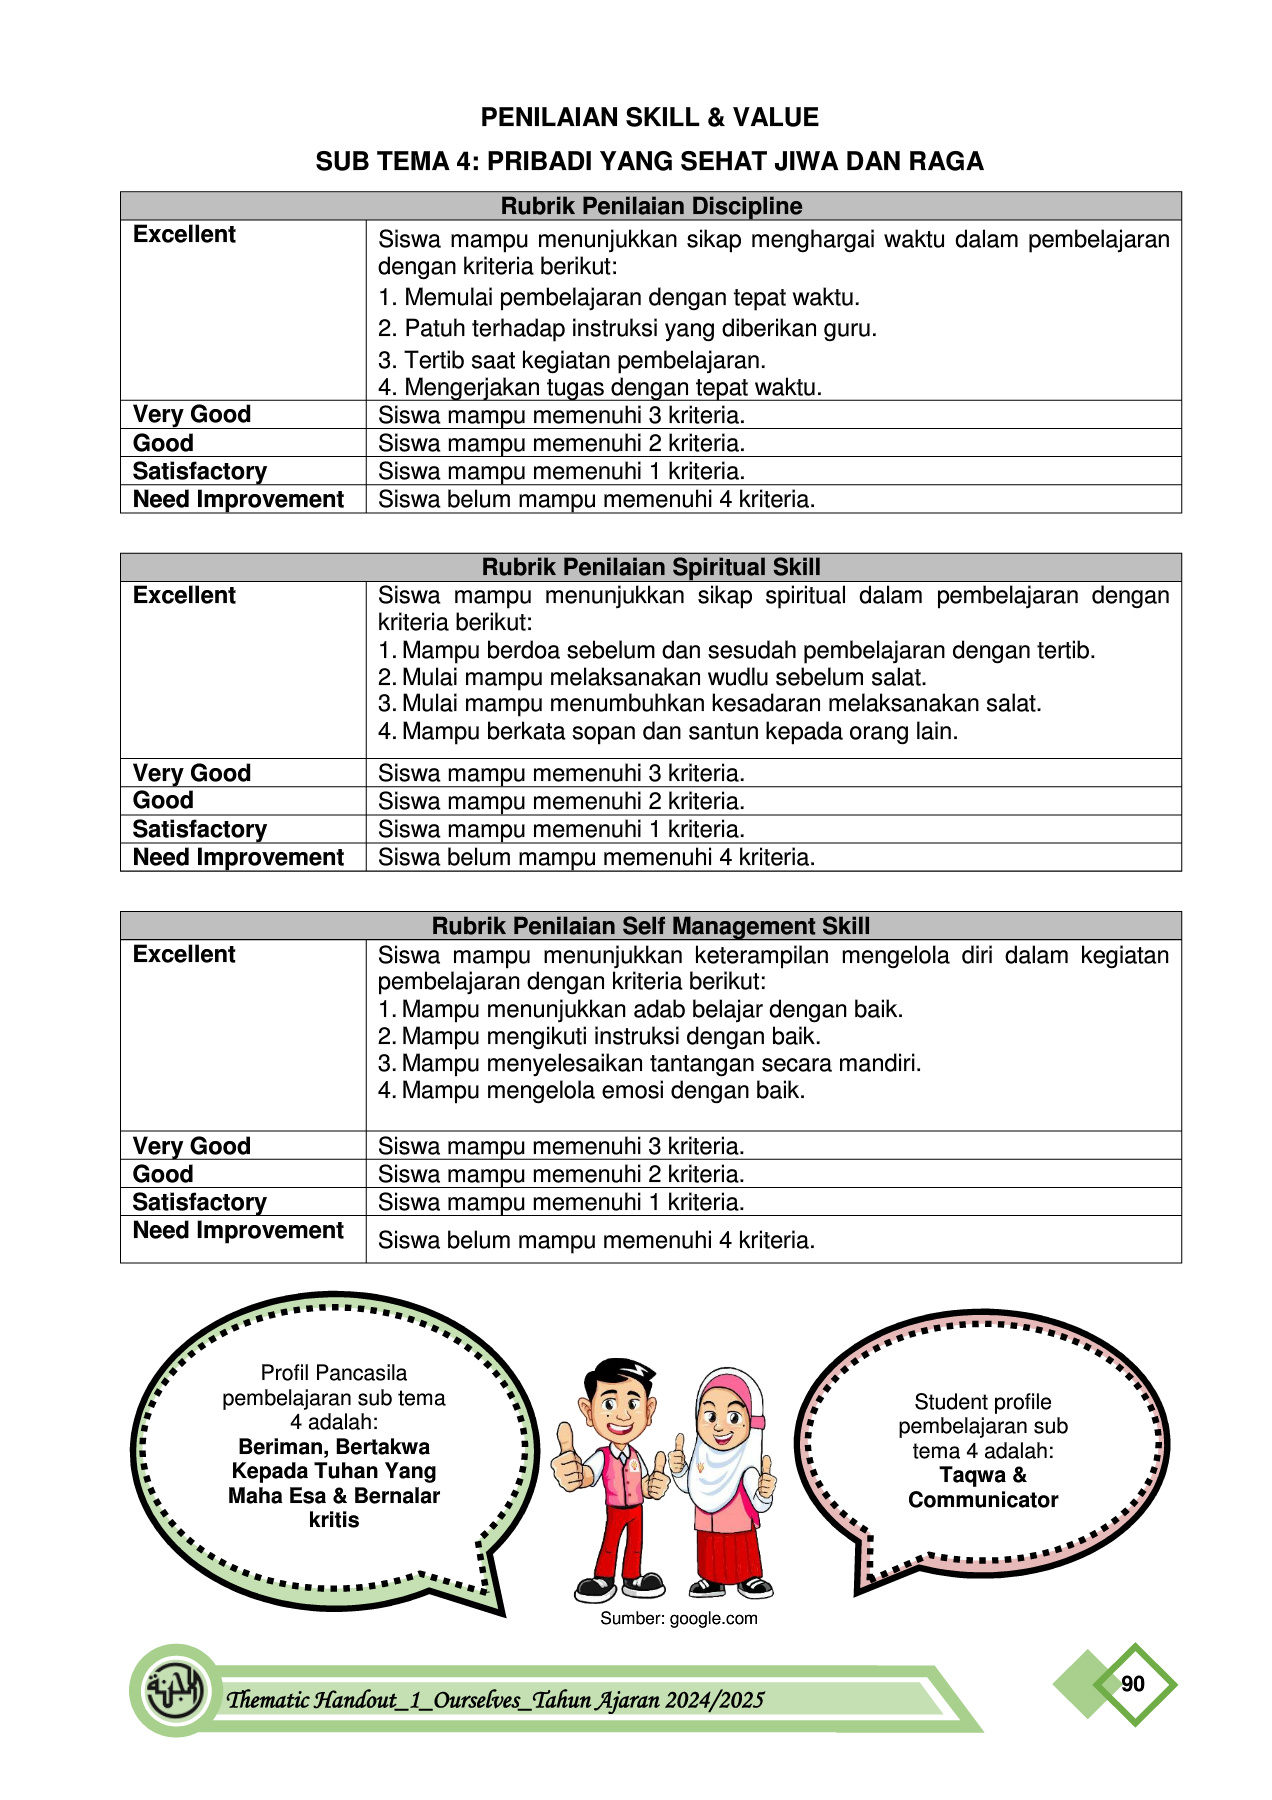 PENILAIAN SKILL & VALUE
SUB TEMA 4: PRIBADI YANG SEHAT JIWA DAN RAGA
Rubrik Penilaian Discipline
Excellent
Siswa mampu menunjukkan sikap menghargai waktu dalam pembelajaran
dengan kriteria berikut:
1. Memulai pembelajaran dengan tepat waktu.
2. Patuh terhadap instruksi yang diberikan guru.
3. Tertib saat kegiatan pembelajaran.
4. Mengerjakan tugas dengan tepat waktu.
Very Good
Siswa mampu memenuhi 3 kriteria.
Good
Siswa mampu memenuhi 2 kriteria.
Satisfactory
Siswa mampu memenuhi 1 kriteria.
Need Improvement
Siswa belum mampu memenuhi 4 kriteria.
Rubrik Penilaian Spiritual Skill
Excellent
Siswa mampu menunjukkan sikap spiritual dalam pembelajaran dengan
kriteria berikut:
1. Mampu berdoa sebelum dan sesudah pembelajaran dengan tertib.
2. Mulai mampu melaksanakan wudlu sebelum salat.
3. Mulai mampu menumbuhkan kesadaran melaksanakan salat.
4. Mampu berkata sopan dan santun kepada orang lain.
Very Good
Siswa mampu memenuhi 3 kriteria.
Good
Siswa mampu memenuhi 2 kriteria.
Satisfactory
Siswa mampu memenuhi 1 kriteria.
Need Improvement
Siswa belum mampu memenuhi 4 kriteria.
Rubrik Penilaian Self Management Skill
Excellent
Siswa mampu menunjukkan keterampilan mengelola diri dalam kegiatan
pembelajaran dengan kriteria berikut:
1. Mampu menunjukkan adab belajar dengan baik.
2. Mampu mengikuti instruksi dengan baik.
3. Mampu menyelesaikan tantangan secara mandiri.
4. Mampu mengelola emosi dengan baik.
Very Good
Siswa mampu memenuhi 3 kriteria.
Good
Siswa mampu memenuhi 2 kriteria.
Satisfactory
Siswa mampu memenuhi 1 kriteria.
Need Improvement
Siswa belum mampu memenuhi 4 kriteria.
Profil Pancasila
pembelajaran sub tema
4 adalah:
Beriman, Bertakwa
Kepada Tuhan Yang
Maha Esa & Bernalar
kritis
Student profile
pembelajaran sub
tema 4 adalah:
Taqwa &
Communicator
Sumber: google.com
Thematic Handout_1_Ourselves_Tahun Ajaran 2024/2025
90